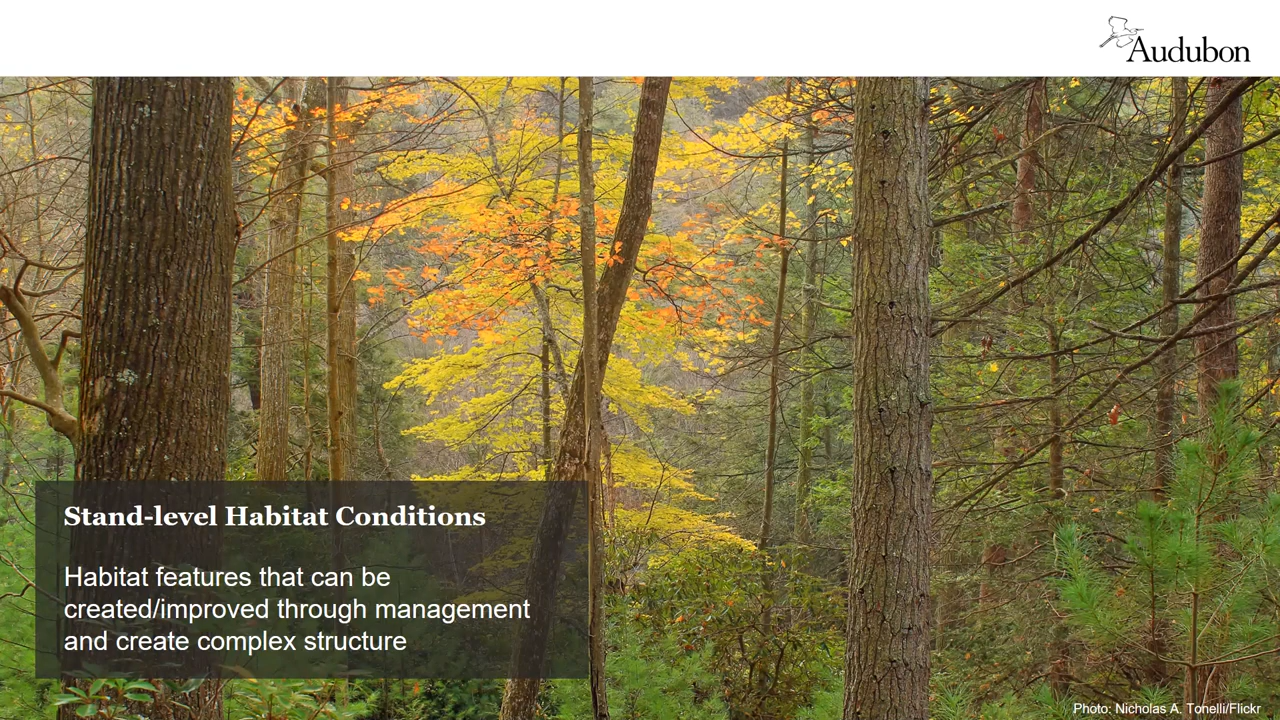 Audubon
Stand-level Habitat Conditions
Habitat features that can be
created/improved through management
and create complex structure
Photo: Nicholas A. Tonelli/Flickr